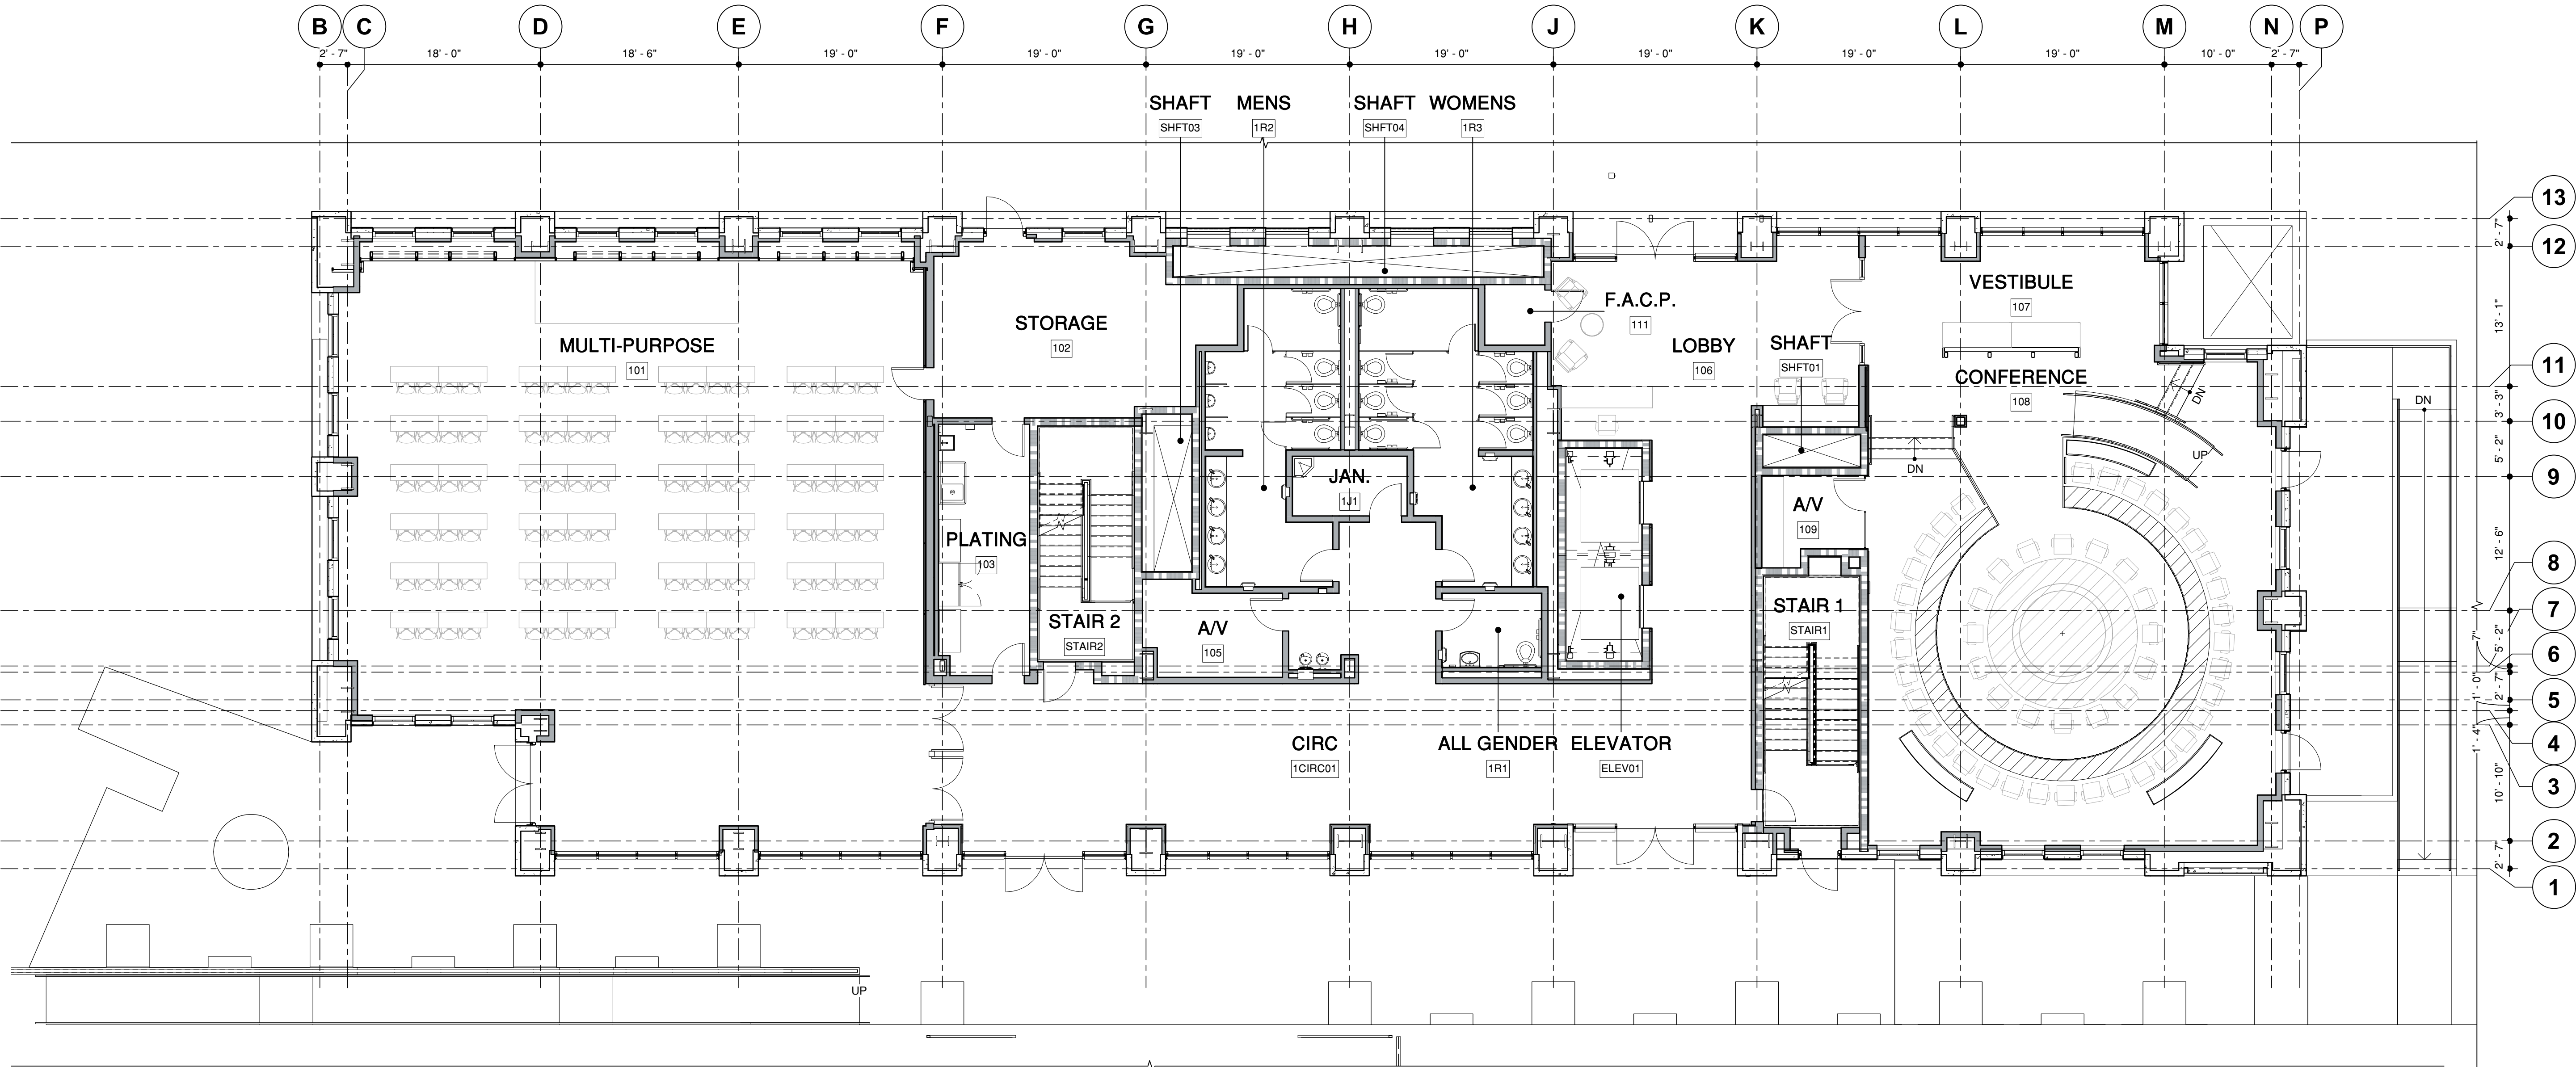 B C D E F G H J K L M N P
2' - 7" 18' - 0" 18' - 6" 19' - 0" 19' - 0" 19' - 0" 19' - 0" 19' - 0" 19' - 0" 19' - 0" 10' - 0" 2' - 7"
SHAFT MENS SHAFT WOMENS
SHFT03 1R2 SHFT04 1R3
13
2' - 7"
12
VESTIBULE
107
13' - 1"
F.A.C.P.
111
STORAGE
102
MULTI-PURPOSE
101
LOBBY
106
SHAFT
SHFT01
11
CONFERENCE
108
DN
DN
3' - 3"
10
5' - 2"
UP
DN
9
JAN.
1J1
A/V
109
PLATING
103
12' - 6"
8
STAIR 1
STAIR1
7
STAIR 2
STAIR2
A/V
105
7"
5' - 2"
6
1' - 0"
2' - 7"
5
CIRC
1CIRC01
ALL GENDER
1R1
ELEVATOR
ELEV01
1' - 4"
4
10' - 10"
3
2
2' - 7"
1
UP